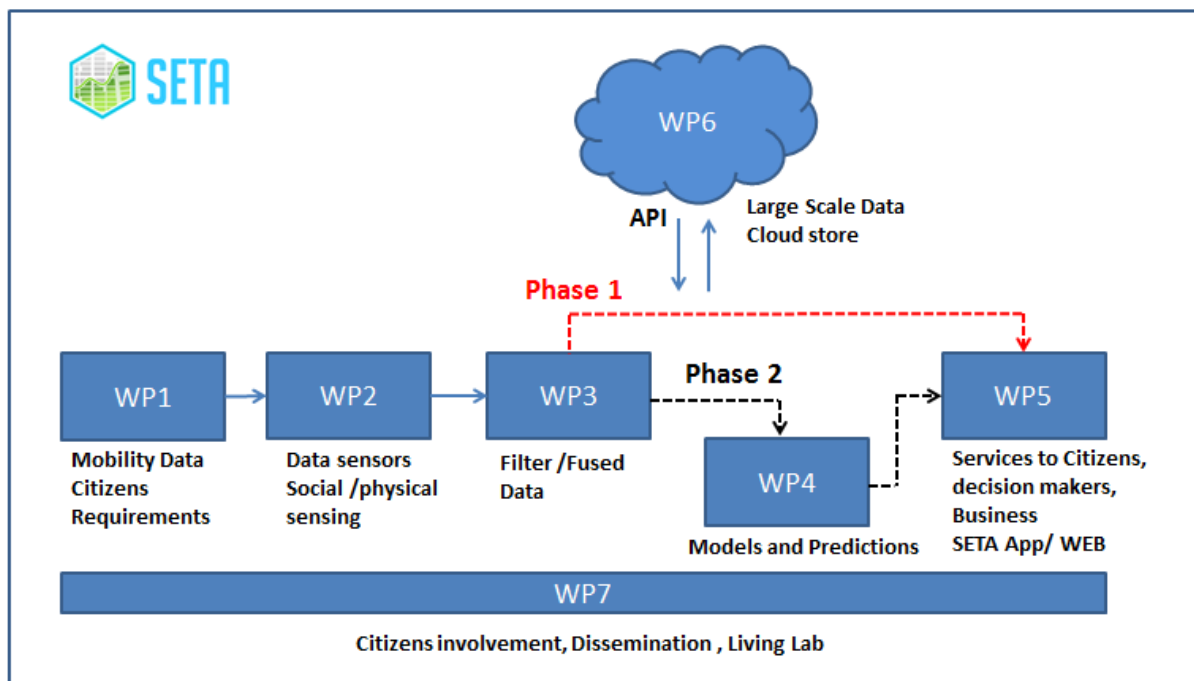 SETA
WP6
API
Large Scale Data
Cloud store
Phase 1
WP1
WP2
WP3
Phase 2
WP4
WP5
Mobility Data
Citizens
Requirements
Data sensors
Social /physical
sensing
Filter /Fused
Data
Models and Predictions
Services to Citizens,
decision makers,
Business
SETA App/ WEB
WP7
Citizens involvement, Dissemination , Living Lab